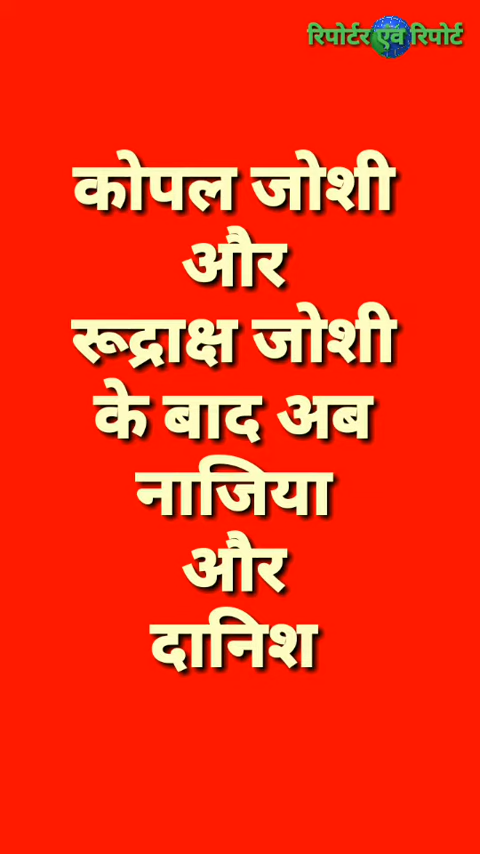 रिपोर्टर एव रिपोर्ट
कोपल जोशी
और
रूद्राक्ष जोशी
के बाद अब
नाजिया
और
दानिश